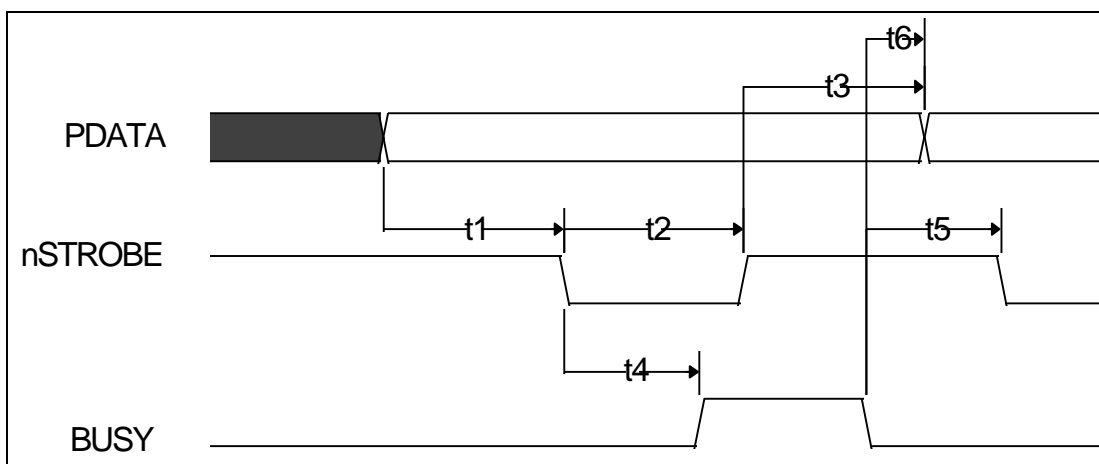 t6
t3
PDATA
t1 t2 t5
nSTROBE
t4
BUSY